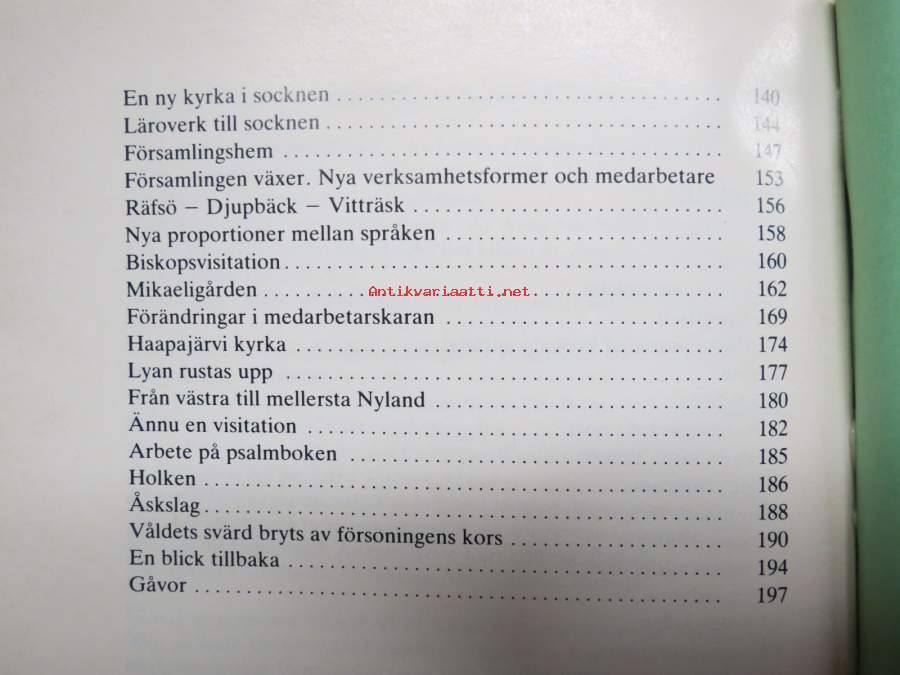 En ny kyrka i socknen ........................................ 140
Läroverk till socknen ........................................ 144
Församlingshem ........................................ 147
Församlingen växer. Nya verksamhetsformer och medarbetare 153
Räfsö – Djupbäck – Vitträsk ........................................ 156
Nya proportioner mellan språken ........................................ 158
Biskopsvisitation ........................................ 160
Mikaeligården ........................................ 162
Antikvariaatti.net
Förändringar i medarbetarskaran ........................................ 169
Haapajärvi kyrka ........................................ 174
Lyan rustas upp ........................................ 177
Från västra till mellersta Nyland ........................................ 180
Ännu en visitation ........................................ 182
Arbete på psalmboken ........................................ 185
Holken ........................................ 186
Åskslag ........................................ 188
Våldets svärd bryts av försoningens kors ........................................ 190
En blick tillbaka ........................................ 194
Gåvor ........................................ 197